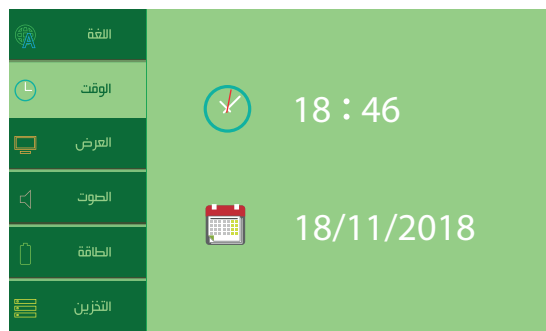 اللغة
الوقت
العرض
الصوت
الطاقة
التخزين
18 : 46
18/11/2018